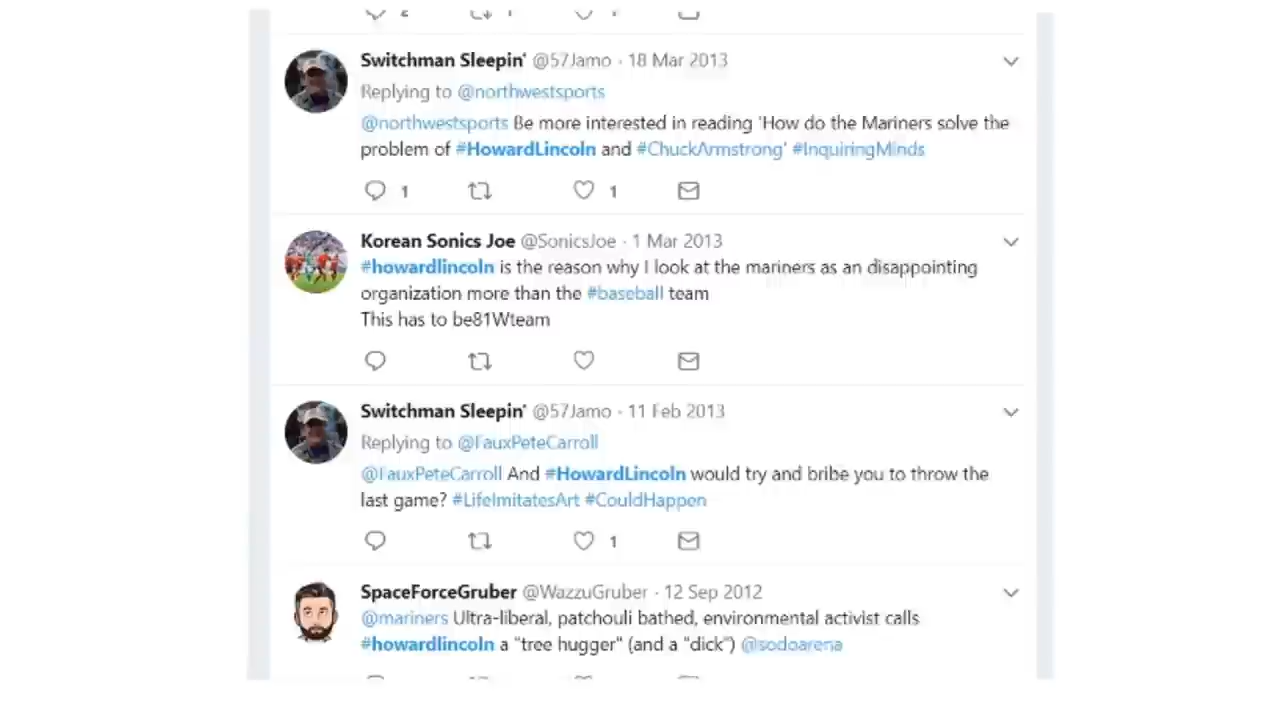 Switchman Sleepin' @57Jamo · 18 Mar 2013
Replying to @northwestsports
@northwestsports Be more interested in reading 'How do the Mariners solve the
problem of #HowardLincoln and #ChuckArmstrong' #InquiringMinds
1 1
Korean Sonics Joe @SonicsJoe · 1 Mar 2013
#howardlincoln is the reason why I look at the mariners as an disappointing
organization more than the #baseball team
This has to be81Wteam
Switchman Sleepin' @57Jamo · 11 Feb 2013
Replying to @FauxPeteCarroll
@FauxPeteCarroll And #HowardLincoln would try and bribe you to throw the
last game? #LifeImitatesArt #CouldHappen
1
SpaceForceGruber @WazzuGruber · 12 Sep 2012
@mariners Ultra-liberal, patchouli bathed, environmental activist calls
#howardlincoln a "tree hugger" (and a "dick") @sodoarena